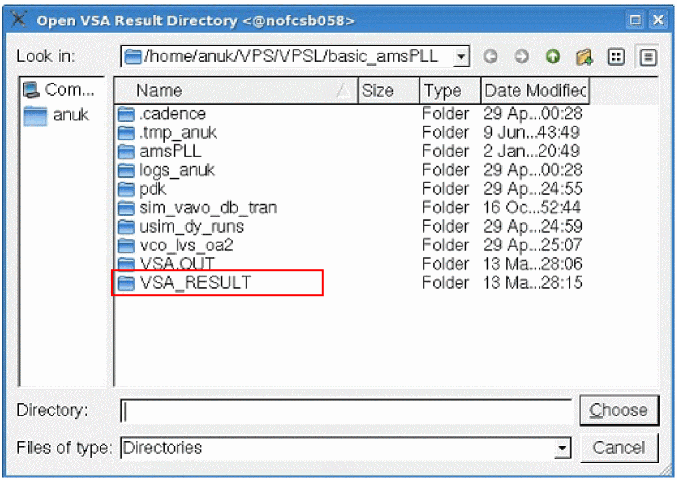 Open VSA Result Directory <@nofcsb058>
Look in: /home/anuk/VPS/VPSL/basic_amsPLL
Com...
anuk
Name Size Type Date Modified
.cadence Folder 29 Ap...00:28
.tmp_anuk Folder 9 Jun...43:49
amsPLL Folder 2 Jan...20:49
logs_anuk Folder 29 Ap...00:28
pdk Folder 29 Ap...24:55
sim_vavo_db_tran Folder 16 Oc...52:44
usim_dy_runs Folder 29 Ap...24:59
vco_lvs_oa2 Folder 29 Ap...25:07
VSA.OUT Folder 13 Ma...28:06
VSA_RESULT Folder 13 Ma...28:15
Directory: Choose
Files of type: Directories Cancel